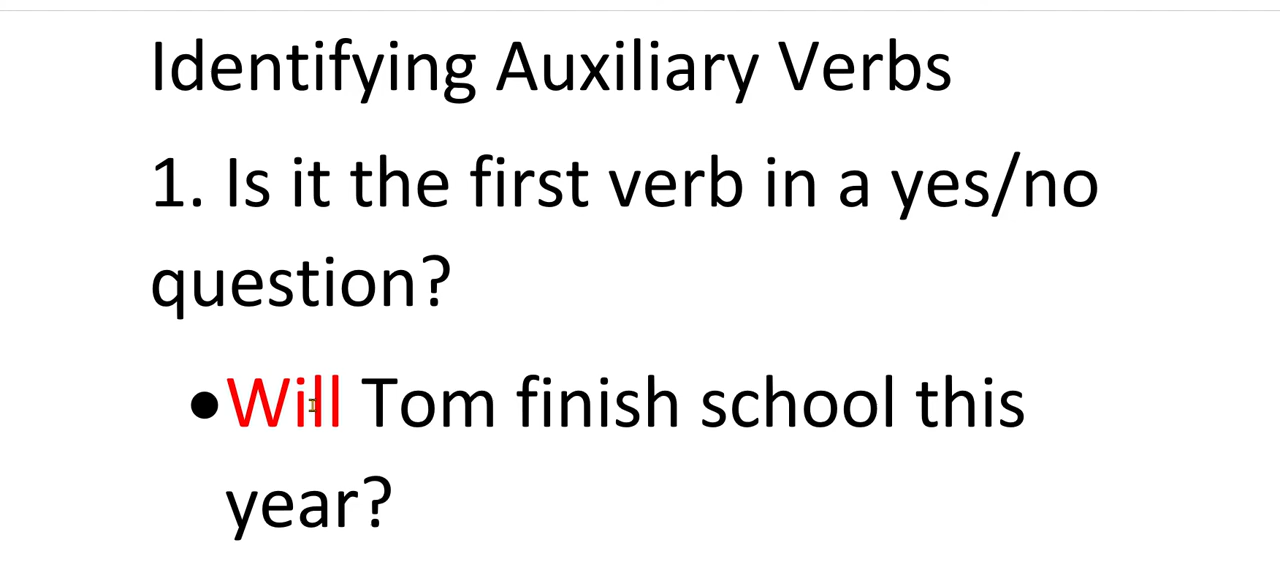 Identifying Auxiliary Verbs
1. Is it the first verb in a yes/no
question?
•Will Tom finish school this
year?